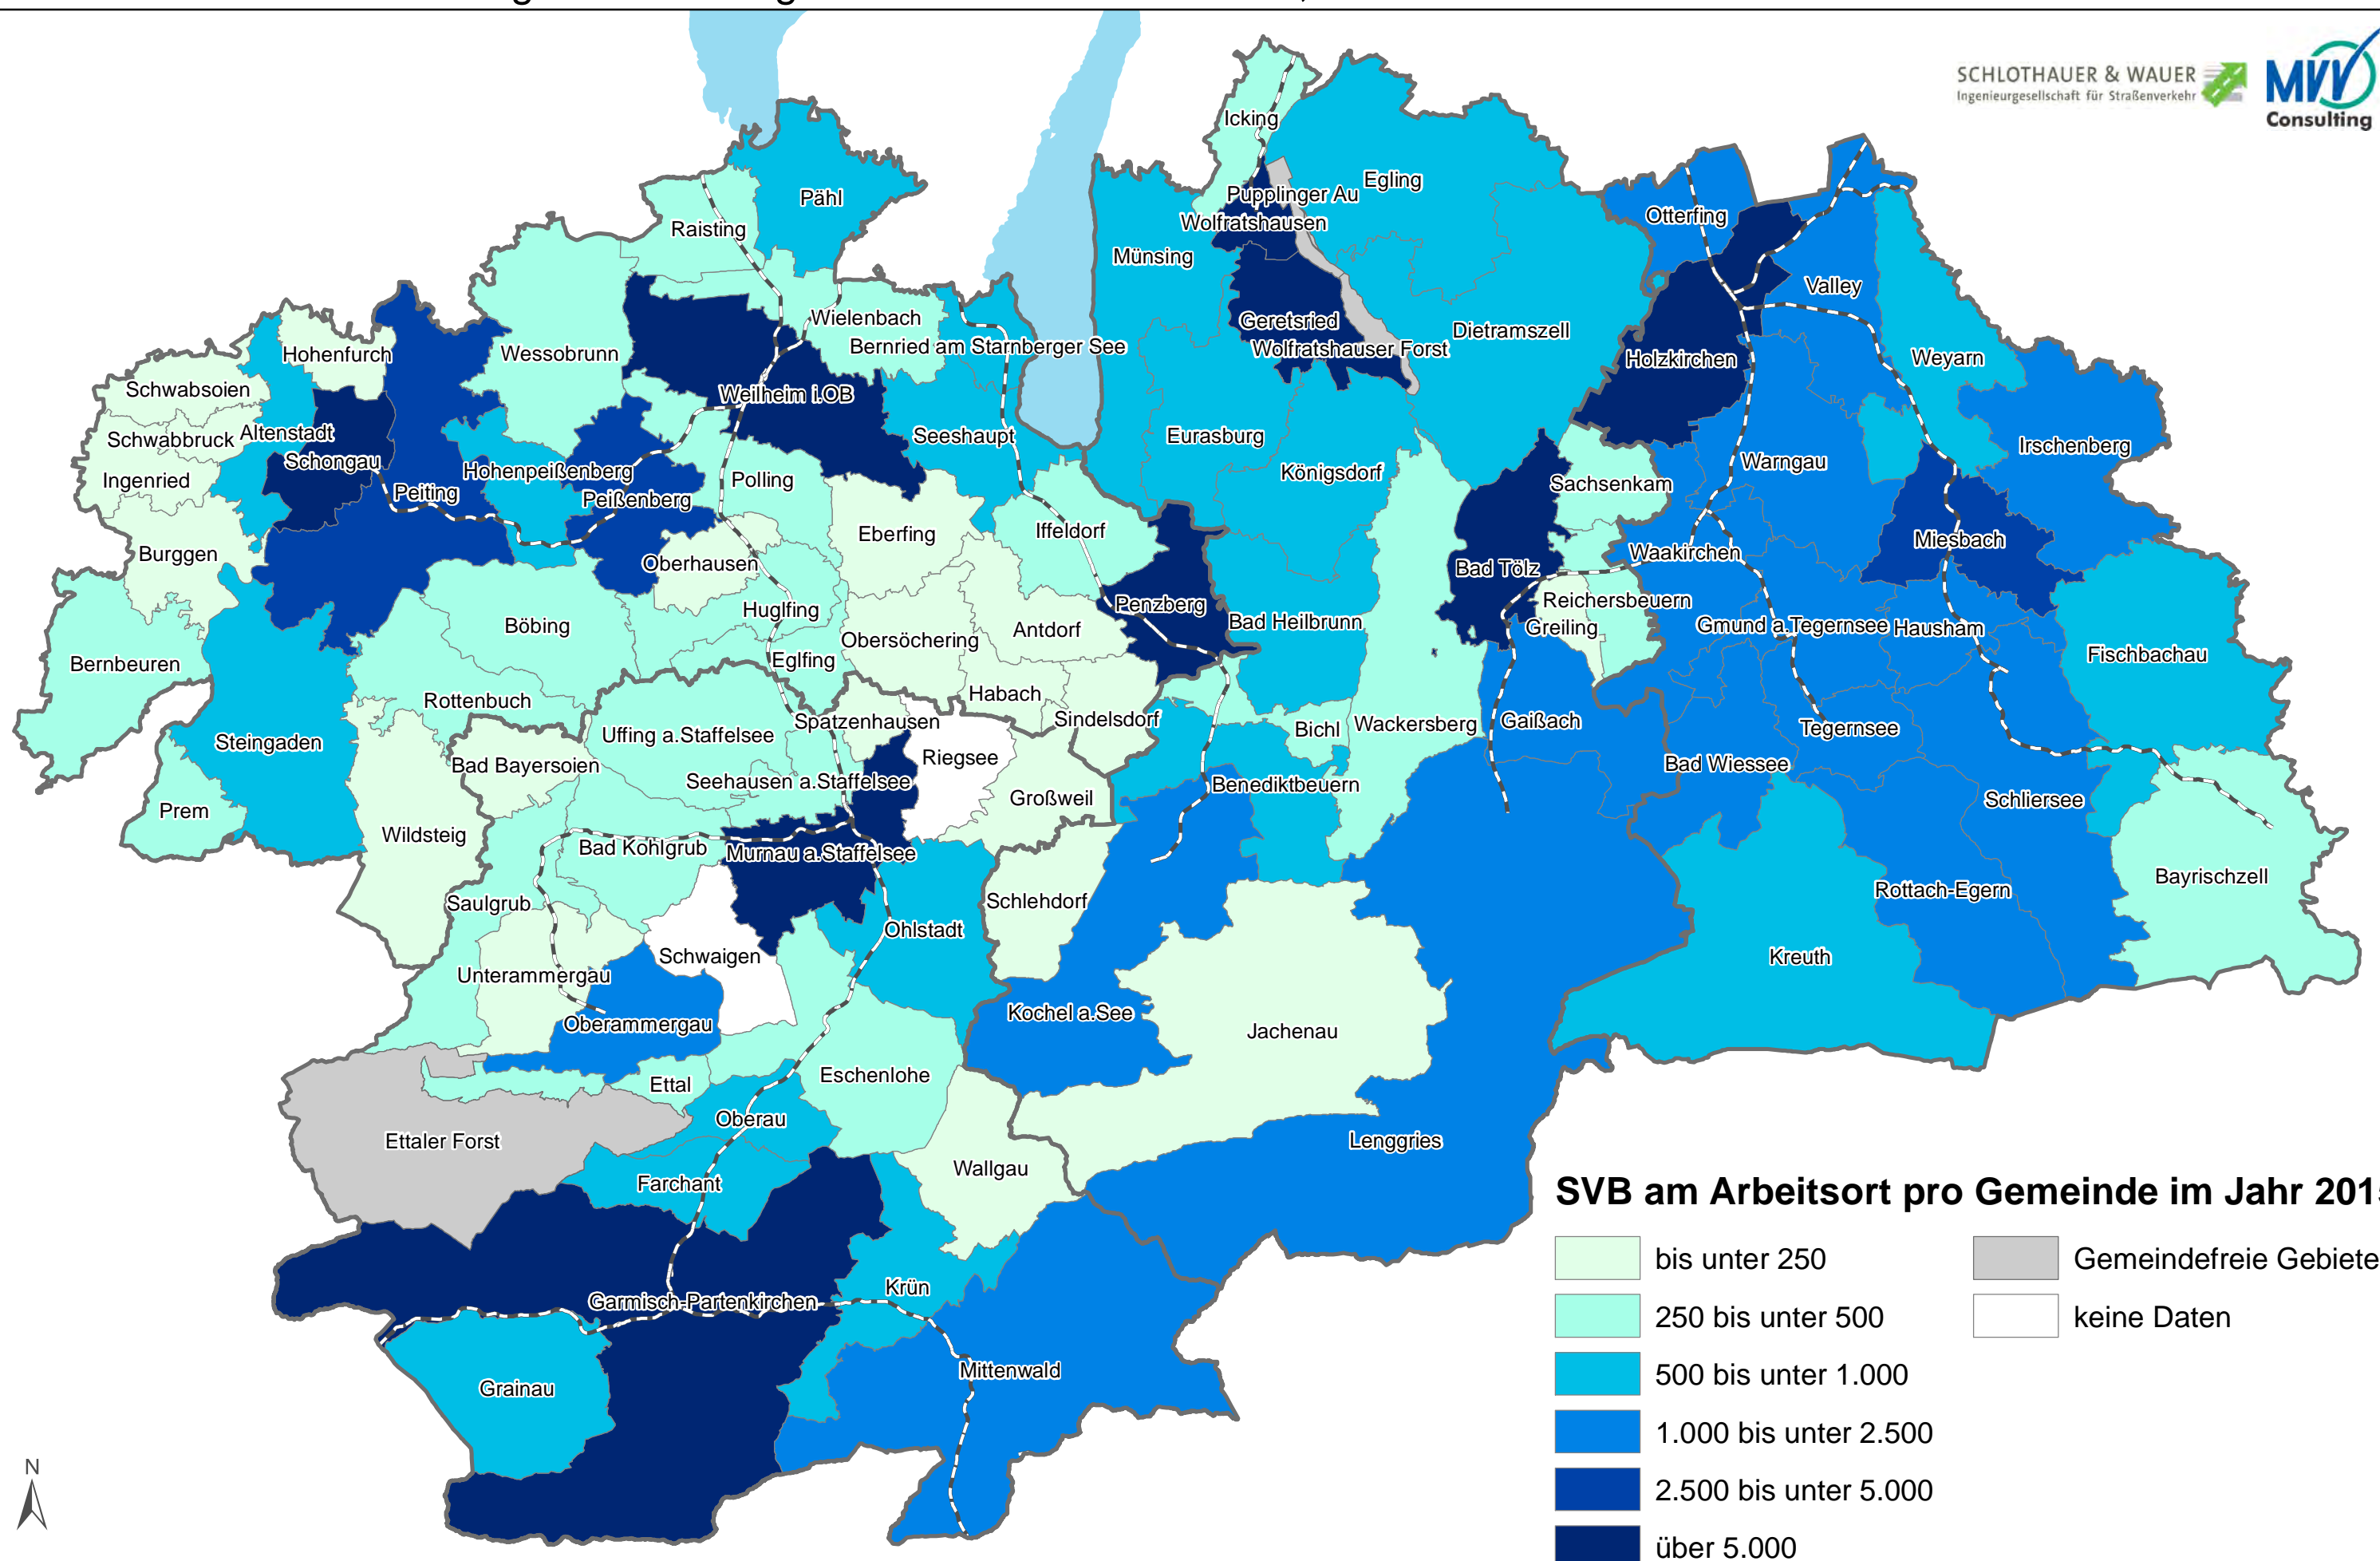 SCHLOTHAUER & WAUER
Ingenieurgesellschaft für Straßenverkehr
MVV
Consulting
Icking
Pupplinger Au
Egling
Wolfratshausen
Pähl
Raisting
Münsing
Otterfing
Valley
Geretsried
Wolfratshauser Forst
Dietramszell
Holzkirchen
Weyarn
Wielenbach
Bernried am Starnberger See
Hohenfurch
Wessobrunn
Schwabsoien
Weilheim i.OB
Schwabbruck
Altenstadt
Seeshaupt
Eurasburg
Irschenberg
Schongau
Ingenried
Hohenpeißenberg
Königsdorf
Warngau
Peiting
Peißenberg
Polling
Sachsenkam
Burggen
Eberfing
Iffeldorf
Waakirchen
Miesbach
Oberhausen
Bad Tölz
Huglfing
Penzberg
Reichersbeuern
Böbing
Antdorf
Bad Heilbrunn
Greiling
Gmund a.Tegernsee
Hausham
Obersöchering
Bernbeuren
Eglfing
Fischbachau
Rottenbuch
Habach
Sindelsdorf
Spatzenhausen
Bichl
Wackersberg
Gaißach
Tegernsee
Steingaden
Uffing a.Staffelsee
Riegsee
Bad Bayersoien
Bad Wiessee
Seehausen a.Staffelsee
Benediktbeuern
Großweil
Schliersee
Prem
Wildsteig
Bad Kohlgrub
Murnau a.Staffelsee
Bayrischzell
Saulgrub
Schlehdorf
Rottach-Egern
Ohlstadt
Schwaigen
Kreuth
Unterammergau
Oberammergau
Kochel a.See
Jachenau
Eschenlohe
Ettal
Oberau
Ettaler Forst
Lenggries
Wallgau
Farchant
Krün
Garmisch-Partenkirchen
Mittenwald
Grainau
N
SVB am Arbeitsort pro Gemeinde im Jahr 201
bis unter 250
250 bis unter 500
500 bis unter 1.000
1.000 bis unter 2.500
2.500 bis unter 5.000
über 5.000
Gemeindefreie Gebiete
keine Daten